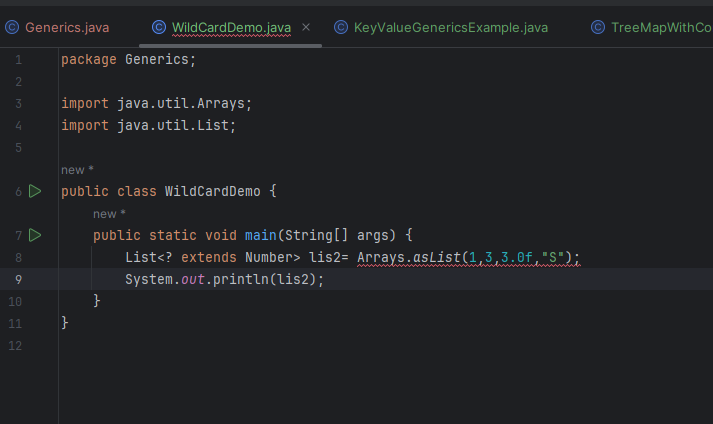 Generics.java WildCardDemo.java KeyValueGenericsExample.java TreeMapWithCo
1 package Generics;
2
3 import java.util.Arrays;
4 import java.util.List;
5
new *
6 public class WildCardDemo {
new *
7 public static void main(String[] args) {
8 List<? extends Number> lis2= Arrays.asList(1,3,3.0f,"S");
9 System.out.println(lis2);
10 }
11 }
12